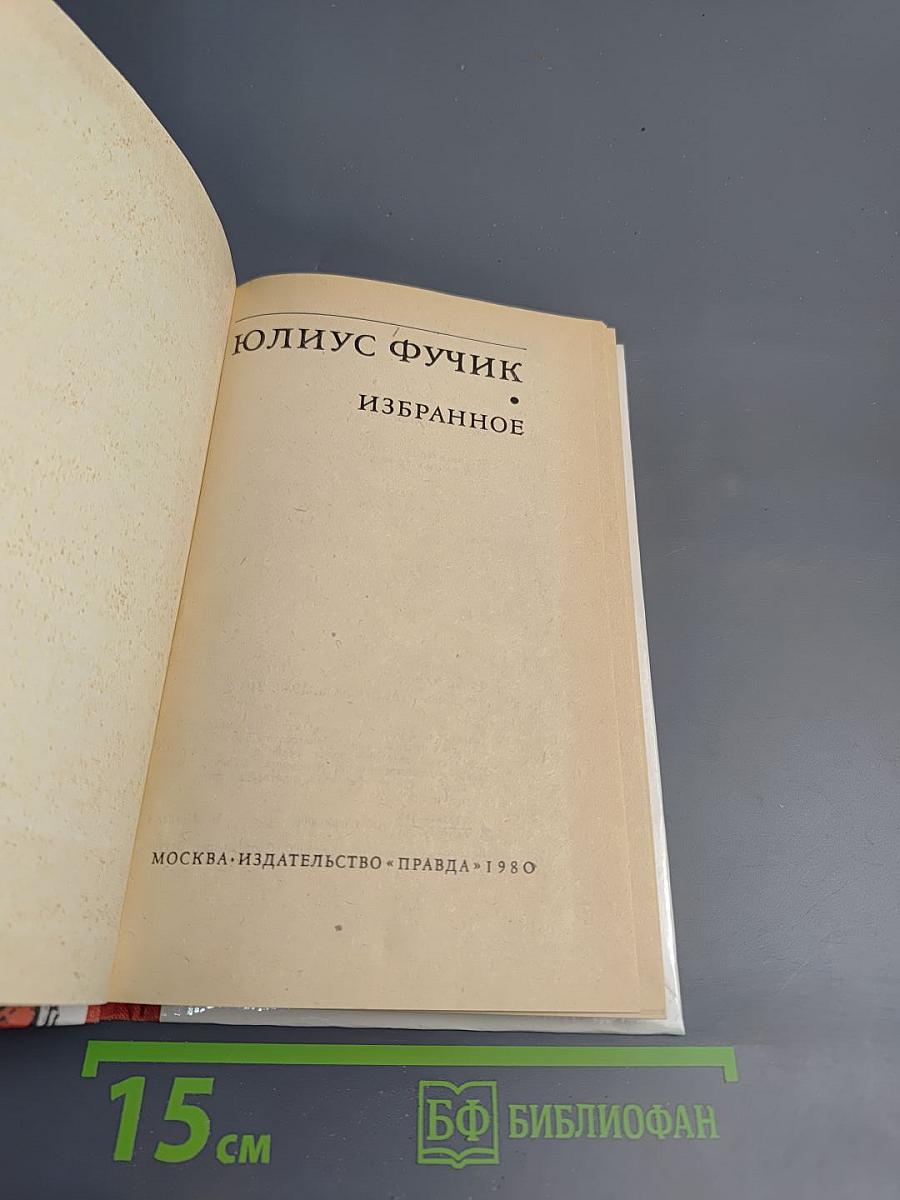 ЮЛИУС ФУЧИК
•
ИЗБРАННОЕ
МОСКВА • ИЗДАТЕЛЬСТВО «ПРАВДА» 1980
15 см
БФ БИБЛИОФАН